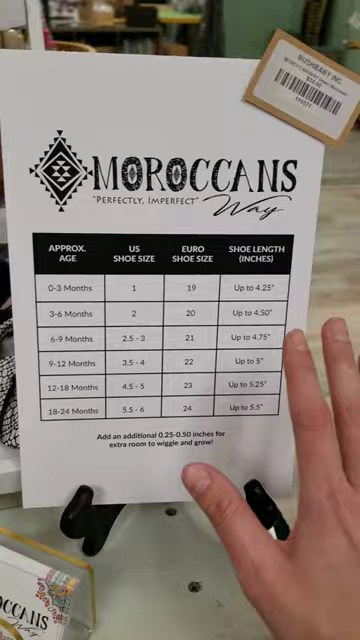 BUSHBABY INC.
MOROCCANS
"PERFECTLY, IMPERFECT" Way
APPROX. AGE US SHOE SIZE EURO SHOE SIZE SHOE LENGTH (INCHES)
0-3 Months 1 19 Up to 4.25"
3-6 Months 2 20 Up to 4.50"
6-9 Months 2.5 - 3 21 Up to 4.75"
9-12 Months 3.5 - 4 22 Up to 5"
12-18 Months 4.5 - 5 23 Up to 5.25"
18-24 Months 5.5 - 6 24 Up to 5.5"
Add an additional 0.25-0.50 inches for
extra room to wiggle and grow!
OCCANS
Way